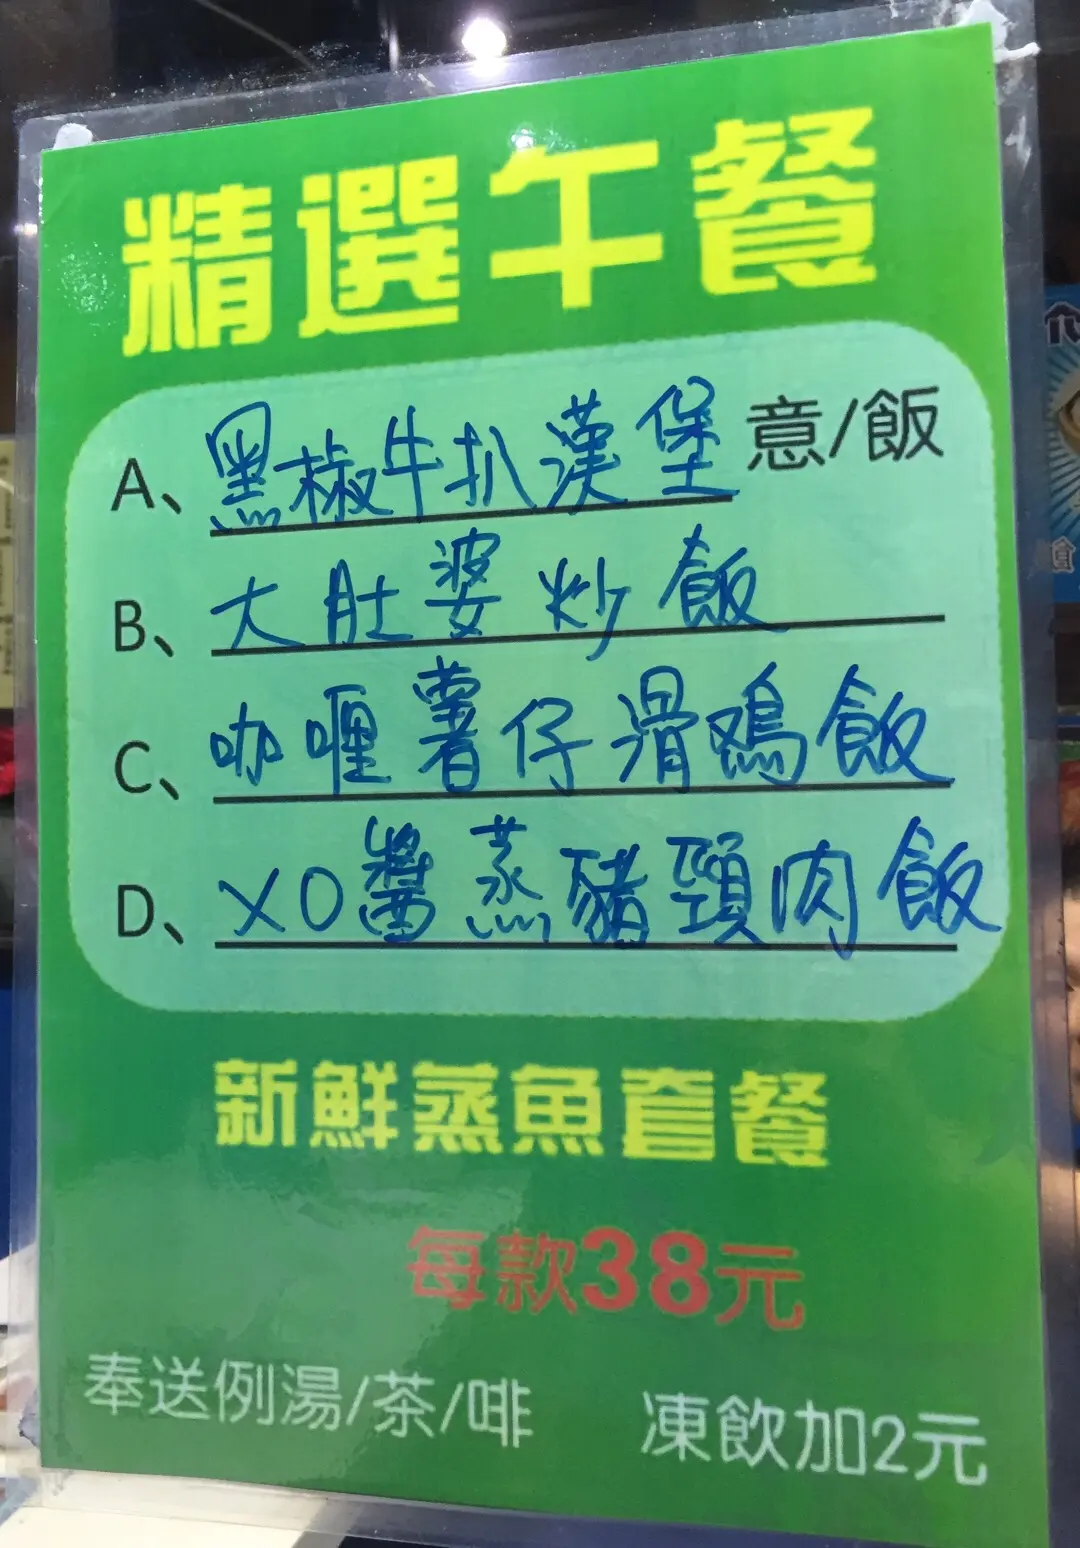 精選午餐
A、黑椒牛扒漢堡意/飯
B、大肚婆炒飯
C、咖喱薯仔滑鷄飯
D、XO醬蒸豬頸肉飯
新鮮蒸魚套餐
每款38元
奉送例湯/茶/啡 凍飲加2元